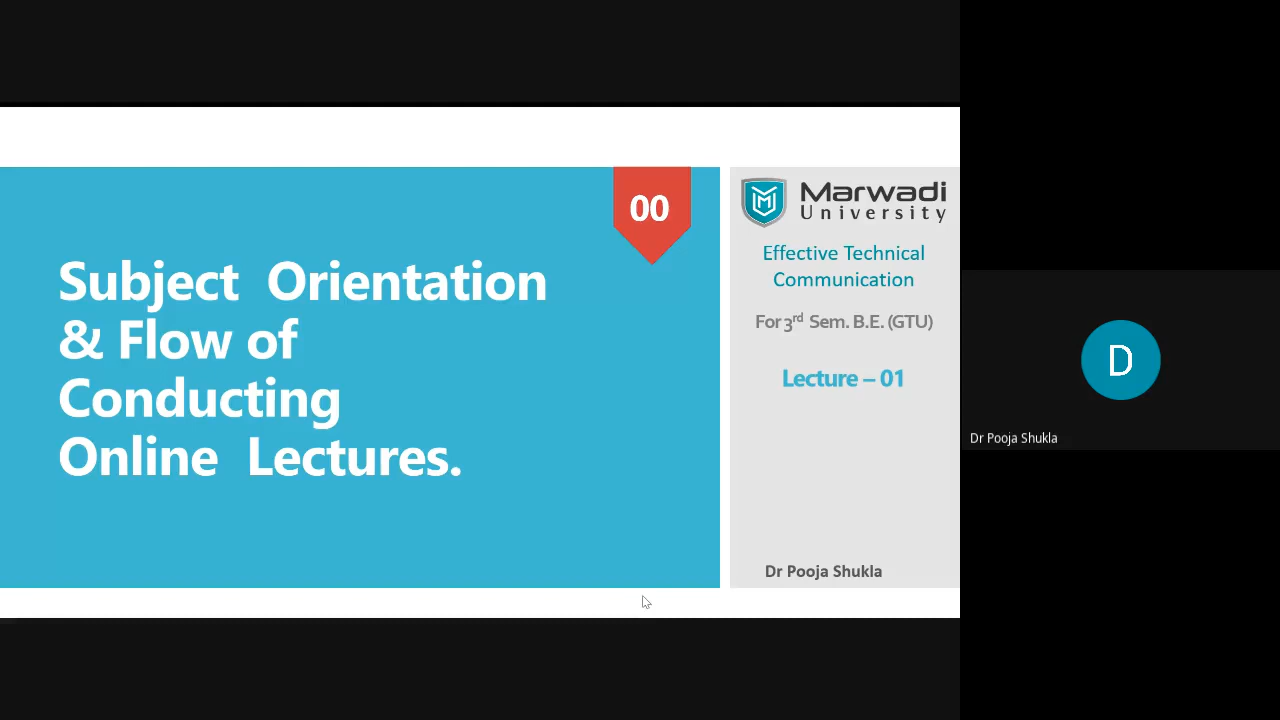 00
Subject Orientation
& Flow of
Conducting
Online Lectures.
Marwadi
University
Effective Technical
Communication
For 3rd Sem. B.E. (GTU)
Lecture – 01
Dr Pooja Shukla
D
Dr Pooja Shukla